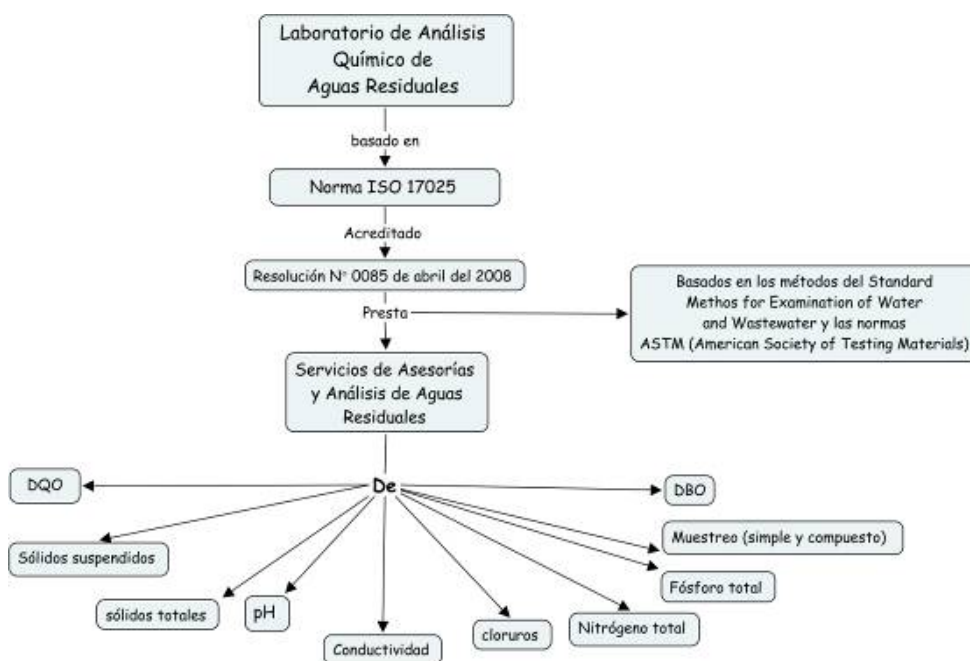 Laboratorio de Análisis
Químico de
Aguas Residuales
basado en
Norma ISO 17025
Acreditado
Resolución N° 0085 de abril del 2008
Presta
Basados en los métodos del Standard
Methos for Examination of Water
and Wastewater y las normas
ASTM (American Society of Testing Materials)
Servicios de Asesorías
y Análisis de Aguas
Residuales
De
DQO
DBO
Sólidos suspendidos
Muestreo (simple y compuesto)
sólidos totales
pH
Fósforo total
Conductividad
cloruros
Nitrógeno total